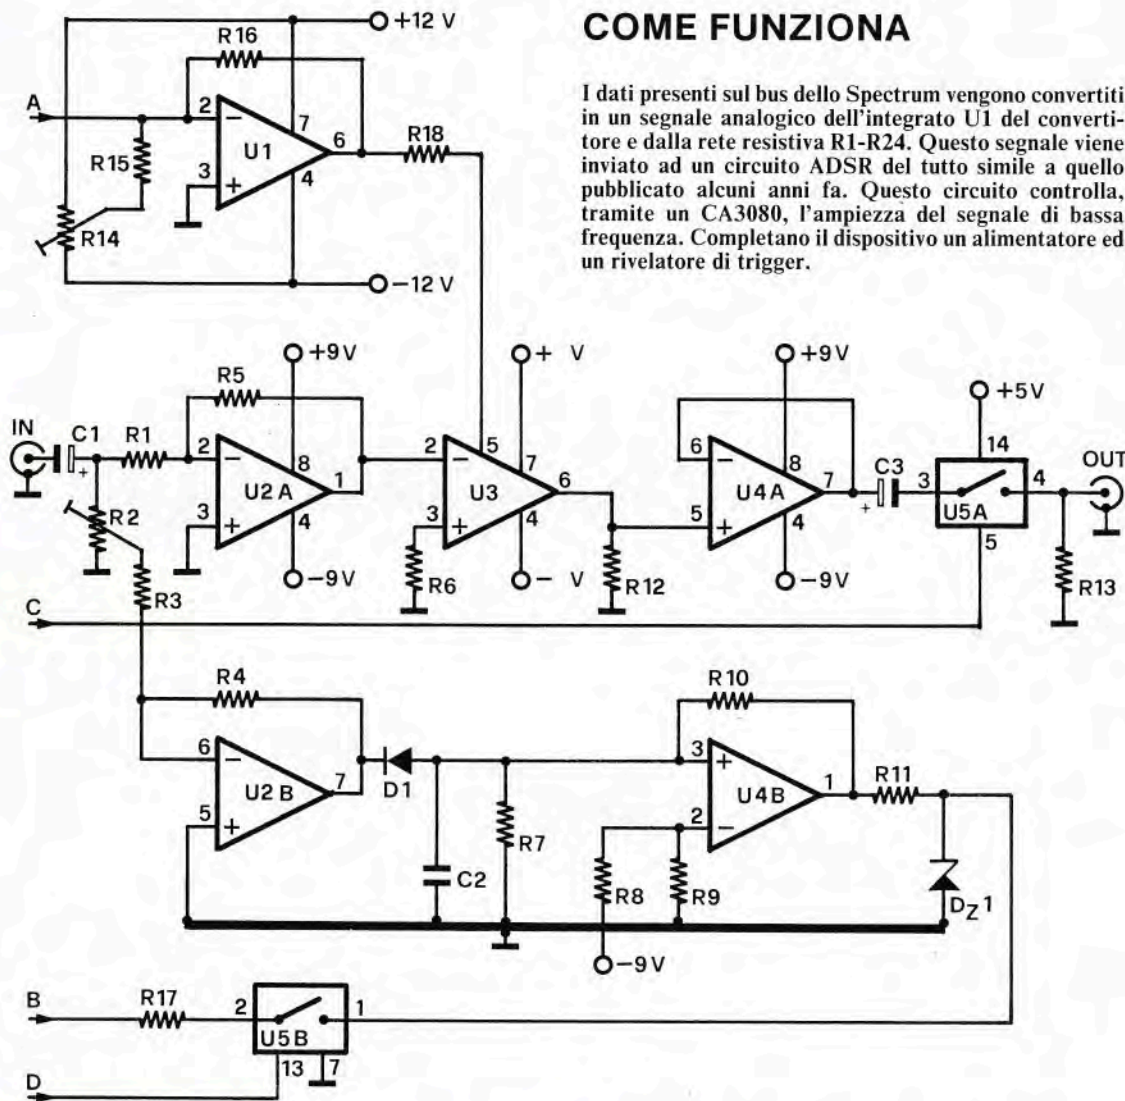 COME FUNZIONA
I dati presenti sul bus dello Spectrum vengono convertiti
in un segnale analogico dell'integrato U1 del converti-
tore e dalla rete resistiva R1-R24. Questo segnale viene
inviato ad un circuito ADSR del tutto simile a quello
pubblicato alcuni anni fa. Questo circuito controlla,
tramite un CA3080, l'ampiezza del segnale di bassa
frequenza. Completano il dispositivo un alimentatore ed
un rivelatore di trigger.
+12 V
R16
A
2
−
7
U1
6
R18
R15
3
+
4
R14
−12 V
+9V
+ V
+9V
R5
+5V
IN
C1
R1
2
−
8
U2A
1
2
−
5
7
U3
6
6
−
8
U4A
7
C3
14
3
4
OUT
U5A
+
R2
3
+
4
3
+
4
5
+
4
+
5
R6
R12
R13
−9V
− V
−9V
R3
C
R4
R10
6
−
U2B
7
D1
3
+
U4B
1
R11
5
+
2
−
R7
C2
R8
R9
DZ1
−9V
B
R17
2
1
U5B
13
7
D